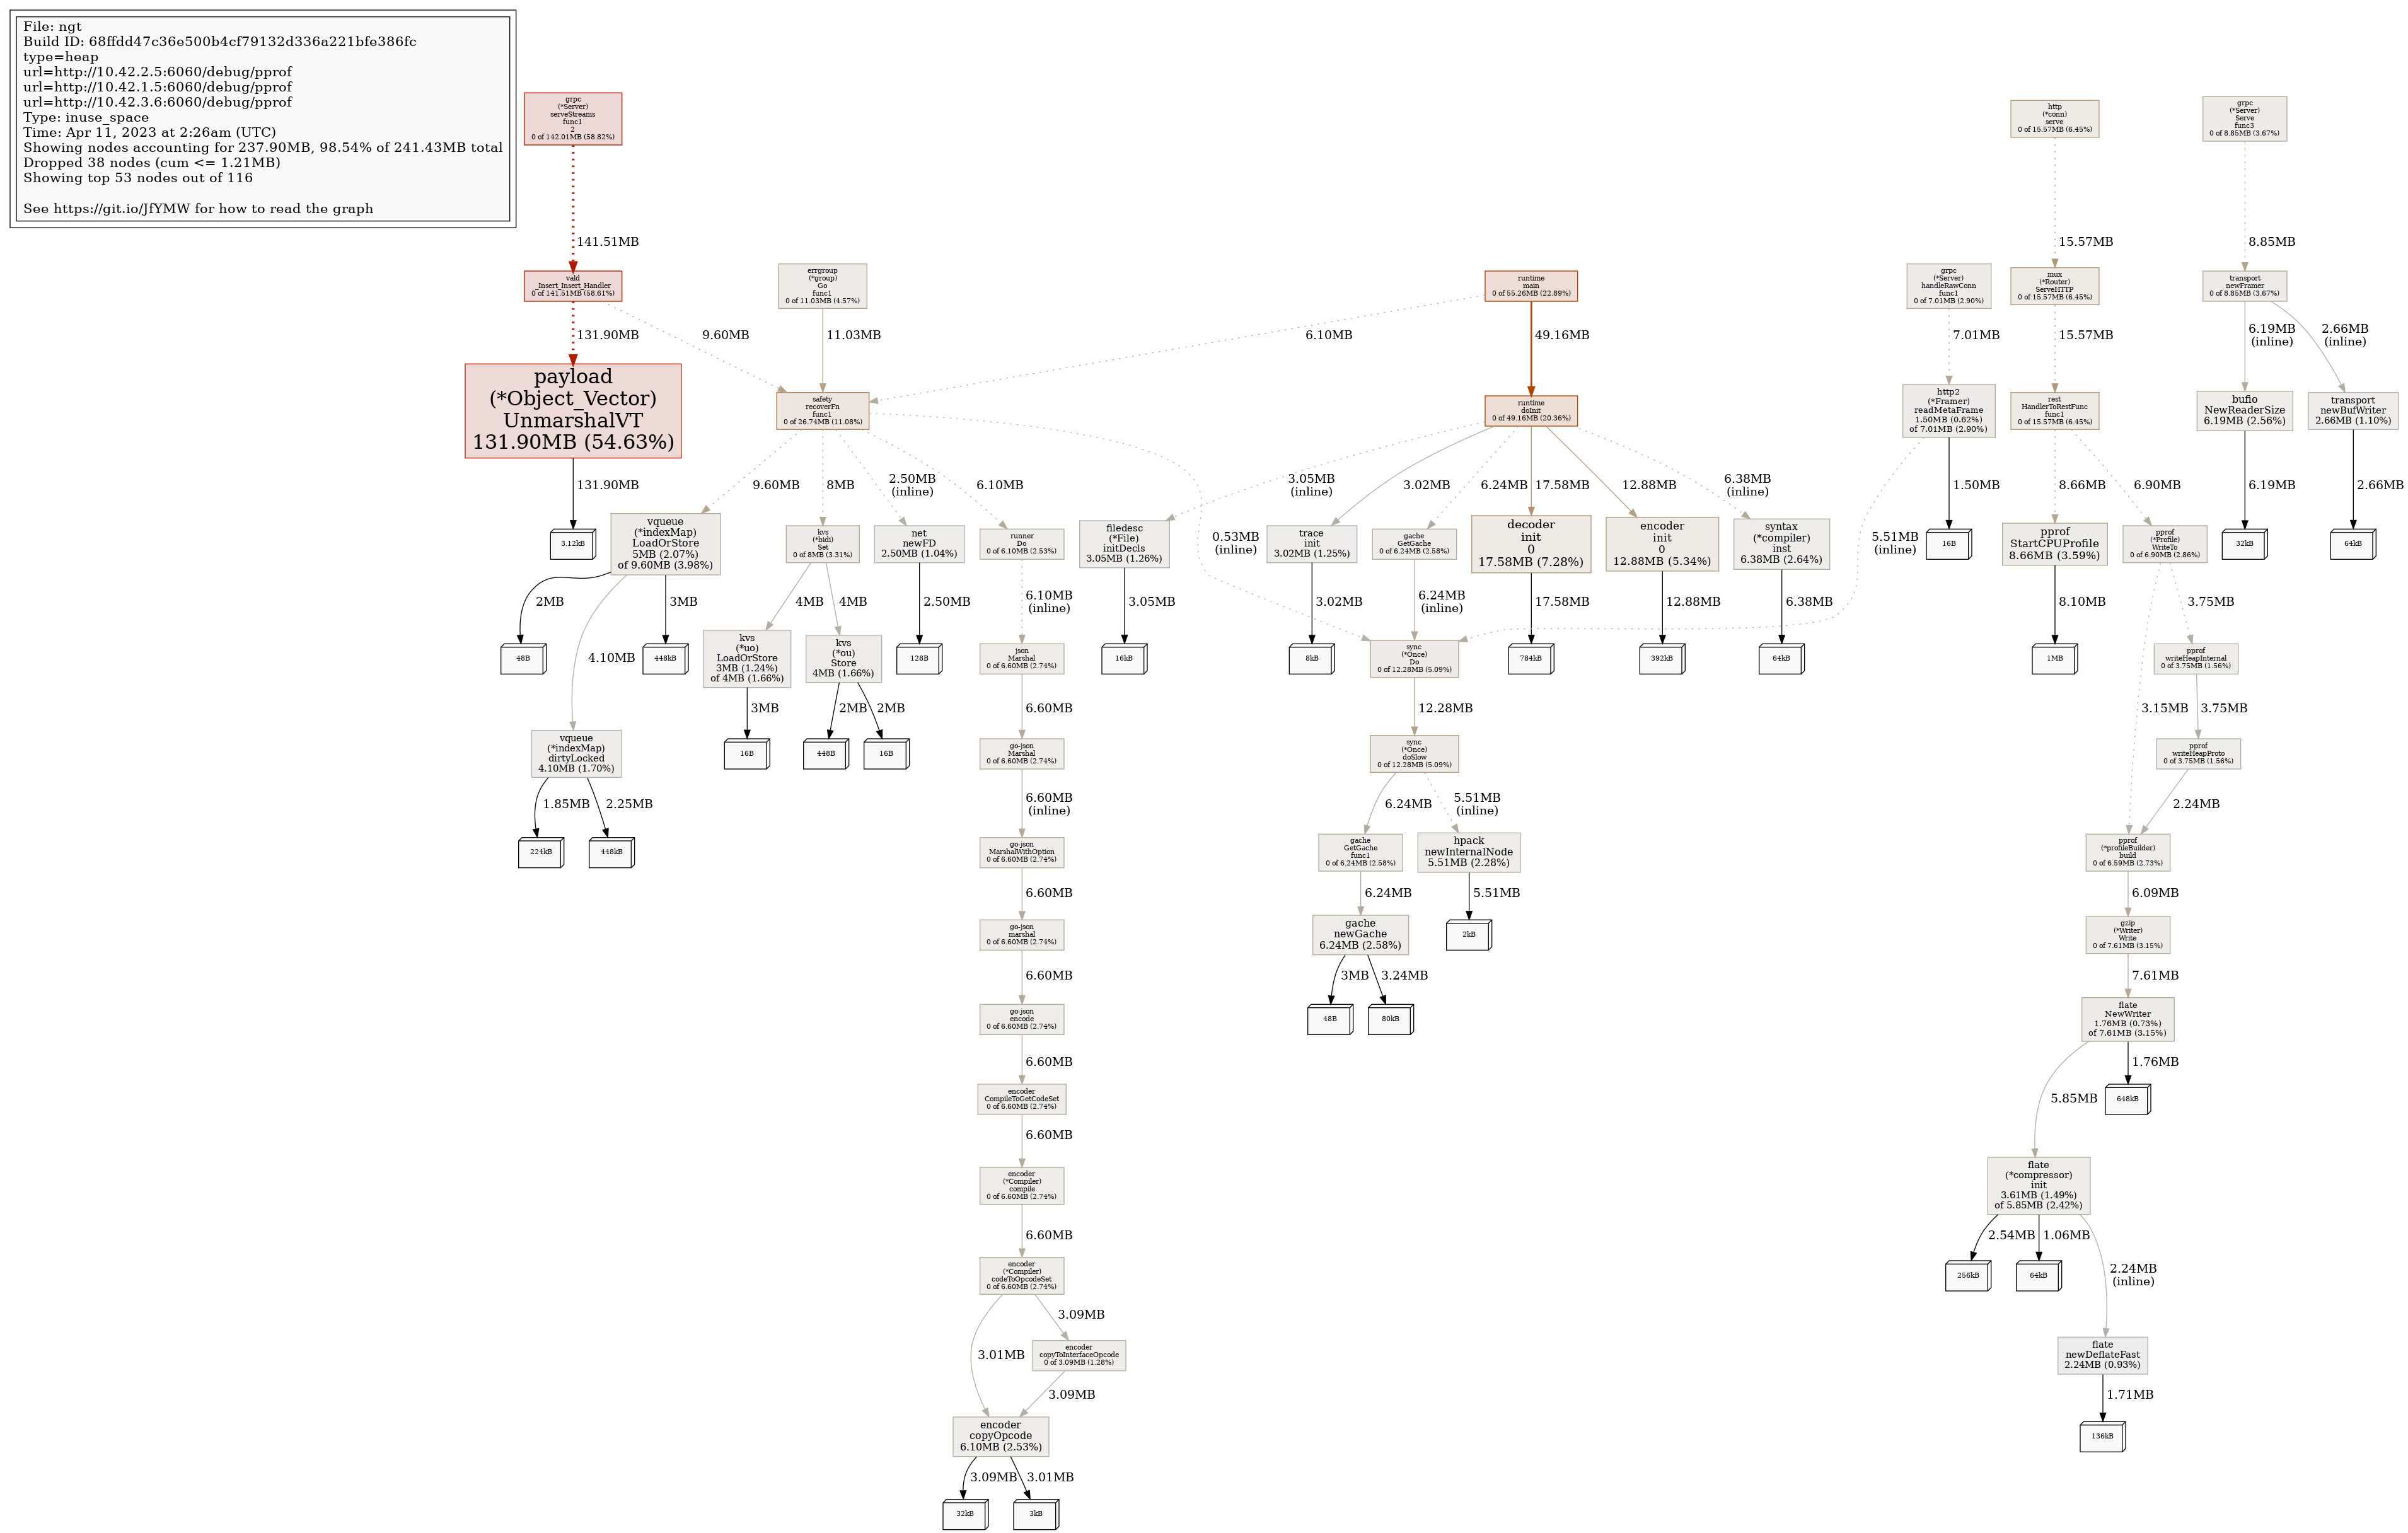 File: ngt
Build ID: 68ffdd47c36e500b4cf79132d336a221bfe386fc
type=heap
url=http://10.42.2.5:6060/debug/pprof
url=http://10.42.1.5:6060/debug/pprof
url=http://10.42.3.6:6060/debug/pprof
Type: inuse_space
Time: Apr 11, 2023 at 2:26am (UTC)
Showing nodes accounting for 237.90MB, 98.54% of 241.43MB total
Dropped 38 nodes (cum <= 1.21MB)
Showing top 53 nodes out of 116
See https://git.io/JfYMW for how to read the graph
grpc
(*Server)
serveStreams
func1
2
0 of 142.01MB (58.82%)
http
(*conn)
serve
0 of 15.57MB (6.45%)
grpc
(*Server)
Serve
func3
0 of 8.85MB (3.67%)
141.51MB
15.57MB
8.85MB
vald
_Insert_Insert_Handler
0 of 141.51MB (58.61%)
errgroup
(*group)
Go
func1
0 of 11.03MB (4.57%)
runtime
main
0 of 55.26MB (22.89%)
grpc
(*Server)
handleRawConn
func1
0 of 7.01MB (2.90%)
mux
(*Router)
ServeHTTP
0 of 15.57MB (6.45%)
transport
newFramer
0 of 8.85MB (3.67%)
131.90MB
9.60MB
11.03MB
6.10MB
49.16MB
7.01MB
15.57MB
6.19MB
(inline)
2.66MB
(inline)
payload
(*Object_Vector)
UnmarshalVT
131.90MB (54.63%)
safety
recoverFn
func1
0 of 26.74MB (11.08%)
runtime
doInit
0 of 49.16MB (20.36%)
http2
(*Framer)
readMetaFrame
1.50MB (0.62%)
of 7.01MB (2.90%)
rest
HandlerToRestFunc
func1
0 of 15.57MB (6.45%)
bufio
NewReaderSize
6.19MB (2.56%)
transport
newBufWriter
2.66MB (1.10%)
131.90MB
9.60MB
8MB
2.50MB
(inline)
6.10MB
3.05MB
(inline)
3.02MB
6.24MB
17.58MB
12.88MB
6.38MB
(inline)
1.50MB
8.66MB
6.90MB
6.19MB
2.66MB
3.12kB
vqueue
(*indexMap)
LoadOrStore
5MB (2.07%)
of 9.60MB (3.98%)
kvs
(*bidi)
Set
0 of 8MB (3.31%)
net
newFD
2.50MB (1.04%)
runner
Do
0 of 6.10MB (2.53%)
filedesc
(*File)
initDecls
3.05MB (1.26%)
0.53MB
(inline)
trace
init
3.02MB (1.25%)
gache
GetGache
0 of 6.24MB (2.58%)
decoder
init
0
17.58MB (7.28%)
encoder
init
0
12.88MB (5.34%)
syntax
(*compiler)
inst
6.38MB (2.64%)
5.51MB
(inline)
16B
pprof
StartCPUProfile
8.66MB (3.59%)
pprof
(*Profile)
WriteTo
0 of 6.90MB (2.86%)
32kB
64kB
2MB
3MB
4MB
4MB
2.50MB
6.10MB
(inline)
3.05MB
3.02MB
6.24MB
(inline)
17.58MB
12.88MB
6.38MB
8.10MB
3.75MB
48B
4.10MB
448kB
kvs
(*uo)
LoadOrStore
3MB (1.24%)
of 4MB (1.66%)
kvs
(*ou)
Store
4MB (1.66%)
128B
json
Marshal
0 of 6.60MB (2.74%)
16kB
8kB
sync
(*Once)
Do
0 of 12.28MB (5.09%)
784kB
392kB
64kB
1MB
pprof
writeHeapInternal
0 of 3.75MB (1.56%)
3MB
2MB
2MB
6.60MB
12.28MB
3.15MB
3.75MB
vqueue
(*indexMap)
dirtyLocked
4.10MB (1.70%)
16B
448B
16B
go-json
Marshal
0 of 6.60MB (2.74%)
sync
(*Once)
doSlow
0 of 12.28MB (5.09%)
pprof
writeHeapProto
0 of 3.75MB (1.56%)
1.85MB
2.25MB
6.60MB
(inline)
6.24MB
5.51MB
(inline)
2.24MB
224kB
448kB
go-json
MarshalWithOption
0 of 6.60MB (2.74%)
gache
GetGache
func1
0 of 6.24MB (2.58%)
hpack
newInternalNode
5.51MB (2.28%)
pprof
(*profileBuilder)
build
0 of 6.59MB (2.73%)
6.60MB
6.24MB
5.51MB
6.09MB
go-json
marshal
0 of 6.60MB (2.74%)
gache
newGache
6.24MB (2.58%)
2kB
gzip
(*Writer)
Write
0 of 7.61MB (3.15%)
6.60MB
3MB
3.24MB
7.61MB
go-json
encode
0 of 6.60MB (2.74%)
48B
80kB
flate
NewWriter
1.76MB (0.73%)
of 7.61MB (3.15%)
6.60MB
5.85MB
1.76MB
encoder
CompileToGetCodeSet
0 of 6.60MB (2.74%)
648kB
6.60MB
encoder
(*Compiler)
compile
0 of 6.60MB (2.74%)
flate
(*compressor)
init
3.61MB (1.49%)
of 5.85MB (2.42%)
6.60MB
2.54MB
1.06MB
2.24MB
(inline)
encoder
(*Compiler)
codeToOpcodeSet
0 of 6.60MB (2.74%)
256kB
64kB
3.09MB
3.01MB
encoder
copyToInterfaceOpcode
0 of 3.09MB (1.28%)
flate
newDeflateFast
2.24MB (0.93%)
3.09MB
1.71MB
encoder
copyOpcode
6.10MB (2.53%)
136kB
3.09MB
3.01MB
32kB
3kB